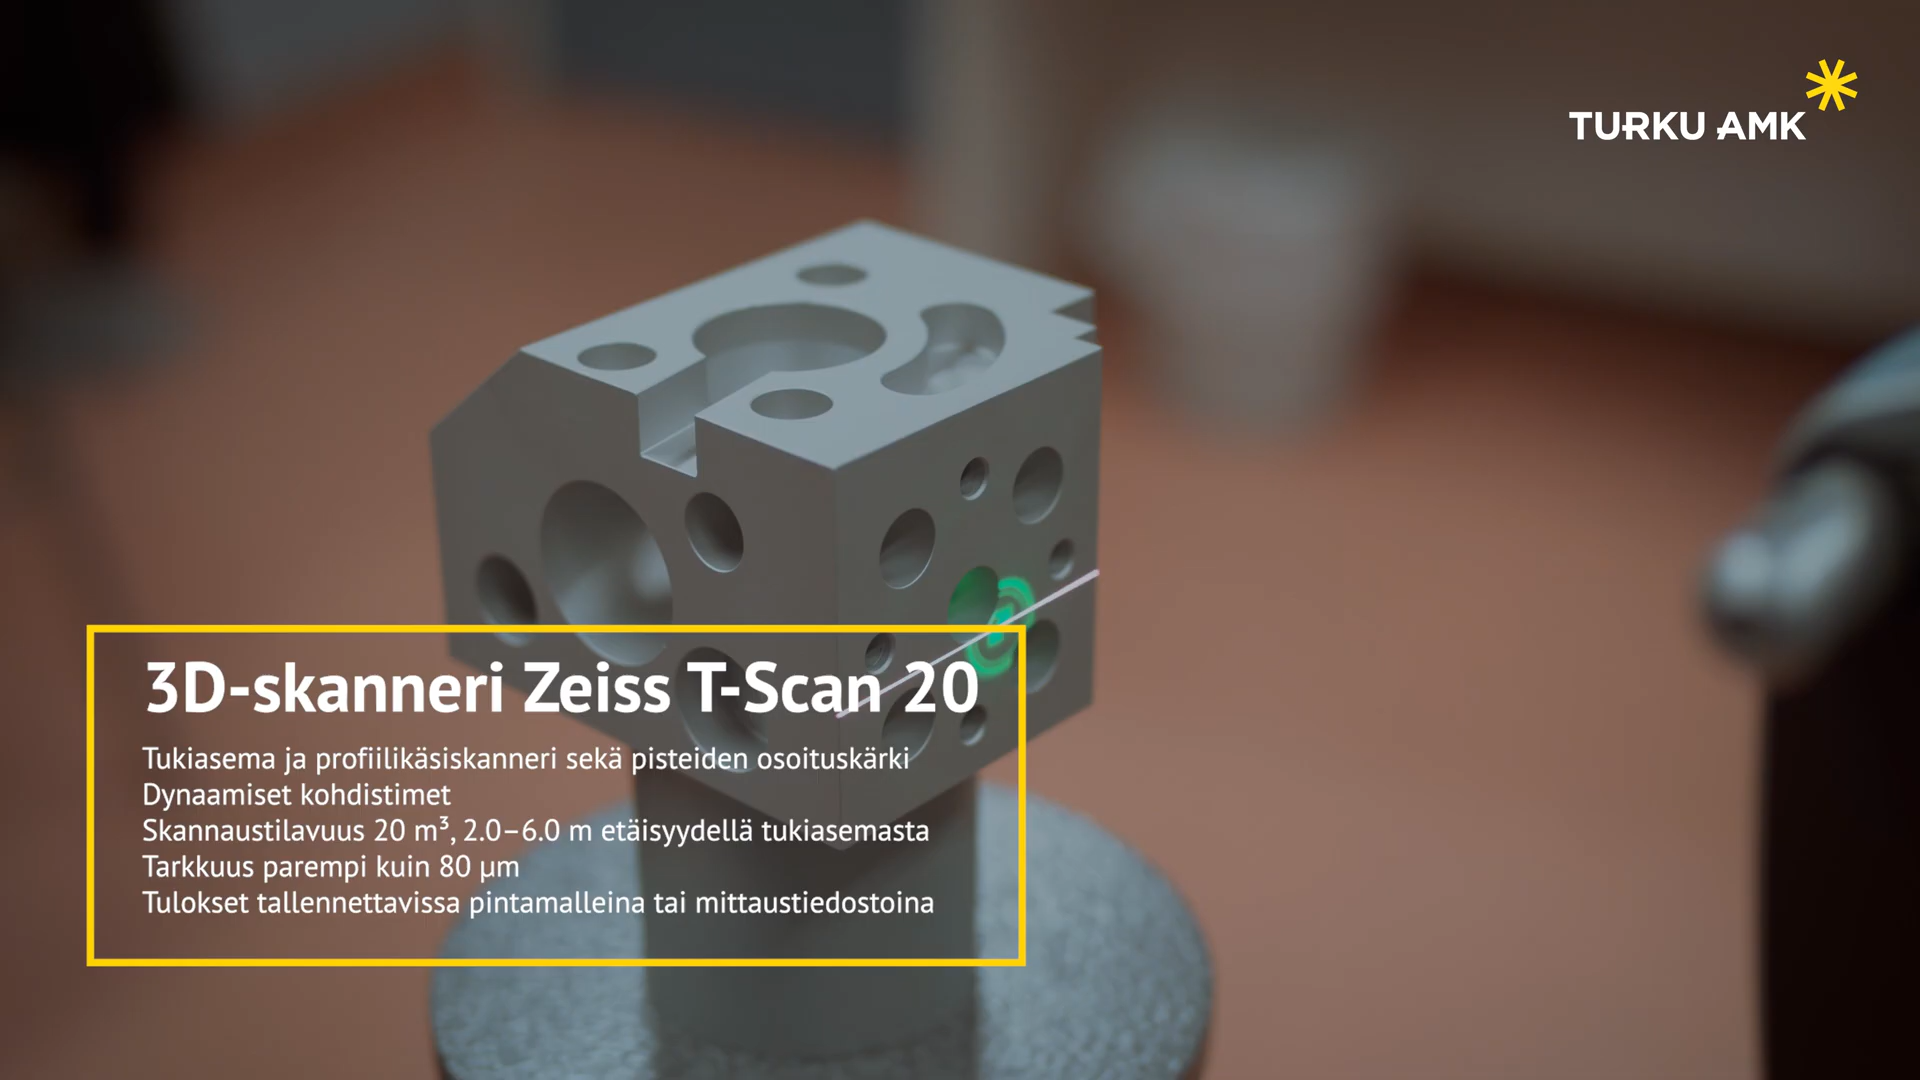 TURKU AMK
3D-skanneri Zeiss T-Scan 20
Tukiasema ja profiilikäsiskanneri sekä pisteiden osoituskärki
Dynaamiset kohdistimet
Skannaustilavuus 20 m³, 2.0–6.0 m etäisyydellä tukiasemasta
Tarkkuus parempi kuin 80 µm
Tulokset tallennettavissa pintamalleina tai mittaustiedostoina